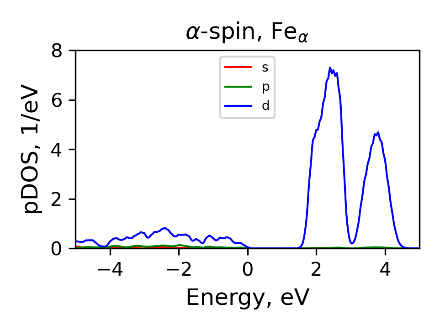 α-spin, Feα
s
p
d
pDOS, 1/eV
8
6
4
2
0
−4 −2 0 2 4
Energy, eV